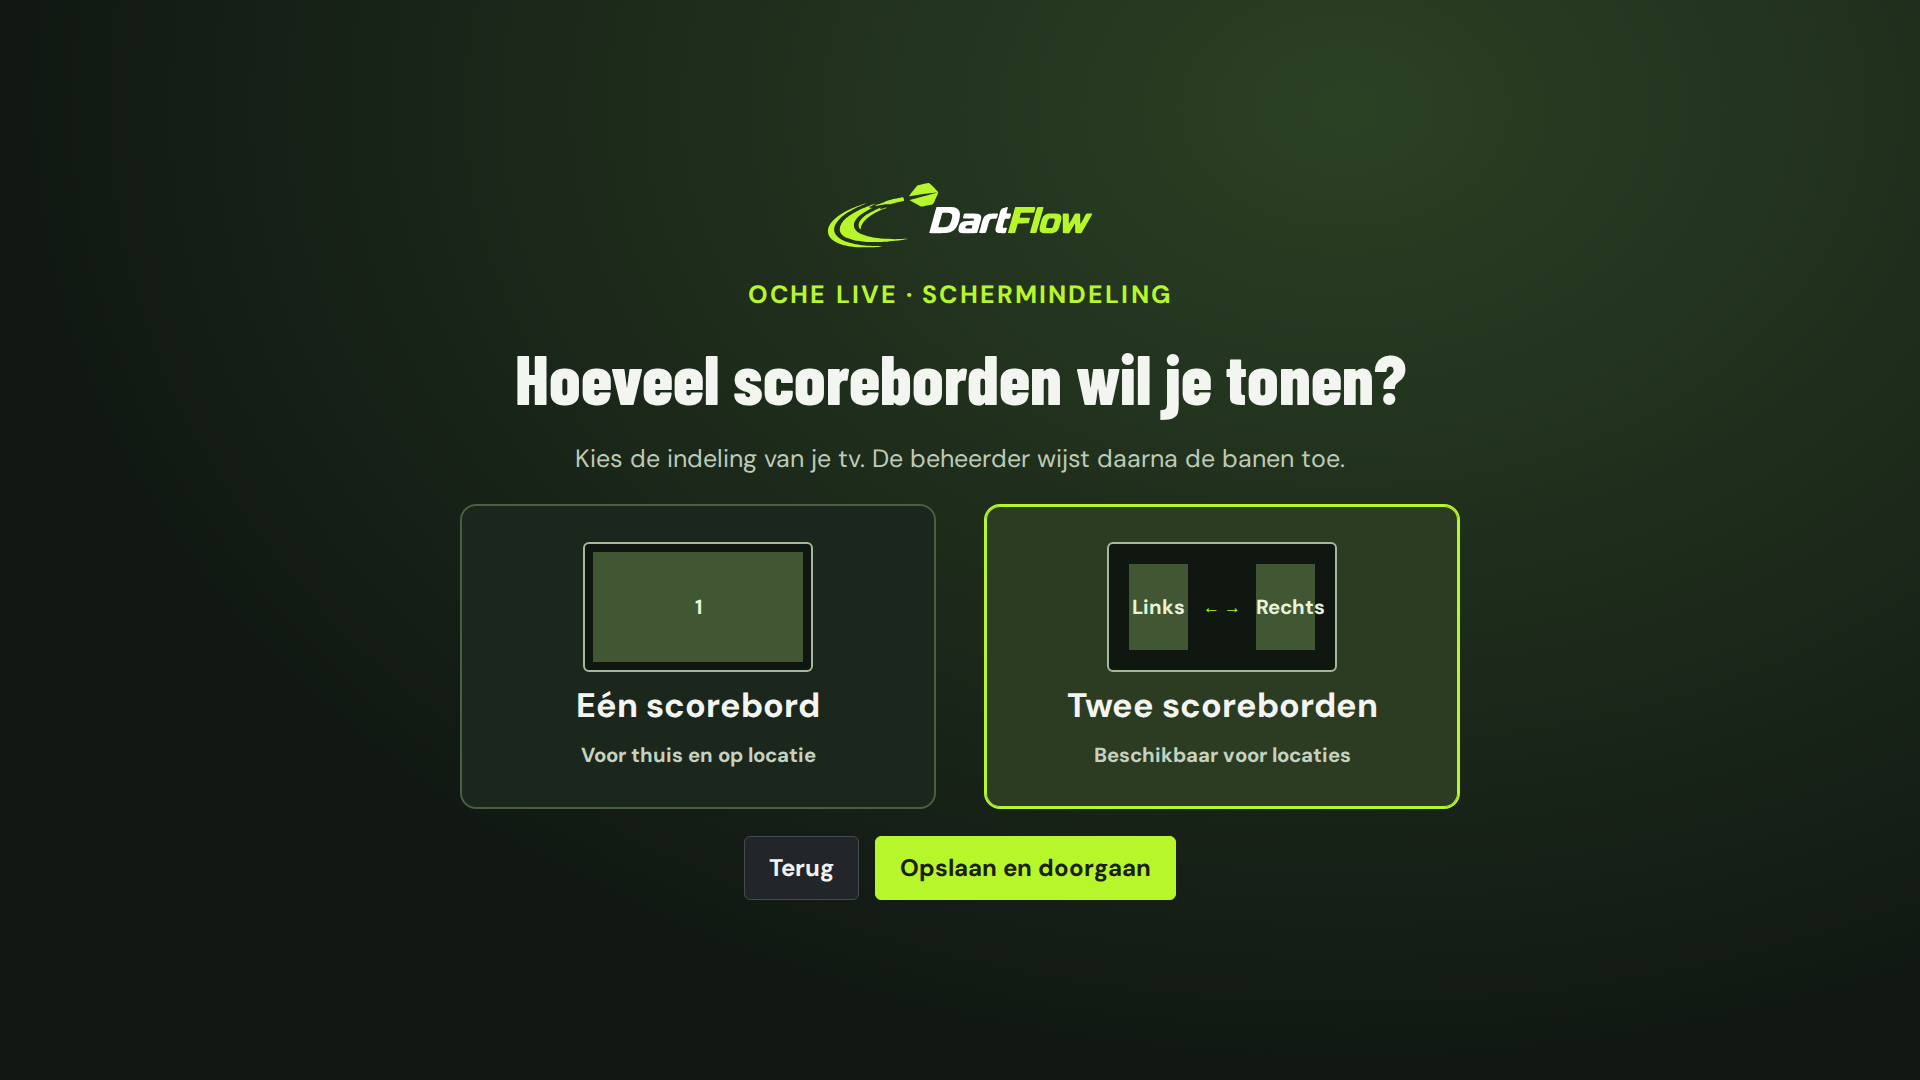 DartFlow
OCHE LIVE · SCHERMINDELING
Hoeveel scoreborden wil je tonen?
Kies de indeling van je tv. De beheerder wijst daarna de banen toe.
1
Eén scorebord
Voor thuis en op locatie
Links ← → Rechts
Twee scoreborden
Beschikbaar voor locaties
Terug
Opslaan en doorgaan